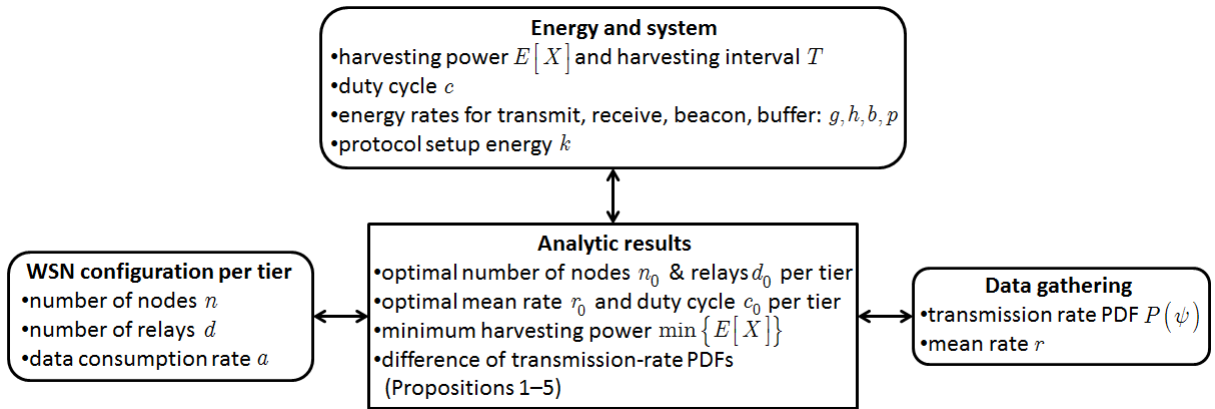 Energy and system
•harvesting power E[X] and harvesting interval T
•duty cycle c
•energy rates for transmit, receive, beacon, buffer: g,h,b,p
•protocol setup energy k
WSN configuration per tier
•number of nodes n
•number of relays d
•data consumption rate a
Analytic results
•optimal number of nodes n₀ & relays d₀ per tier
•optimal mean rate r₀ and duty cycle c₀ per tier
•minimum harvesting power min{E[X]}
•difference of transmission-rate PDFs
(Propositions 1–5)
Data gathering
•transmission rate PDF P(ψ)
•mean rate r